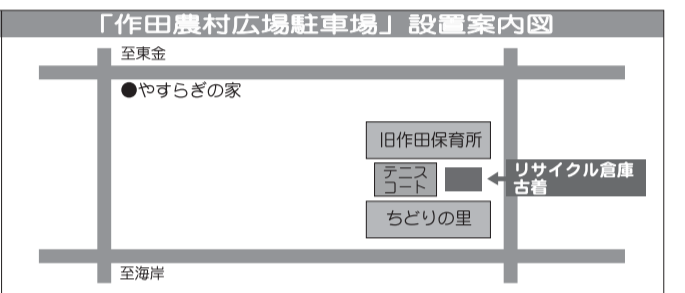 「作田農村広場駐車場」設置案内図
至東金
●やすらぎの家
旧作田保育所
テニス
コート
リサイクル倉庫
古着
ちどりの里
至海岸